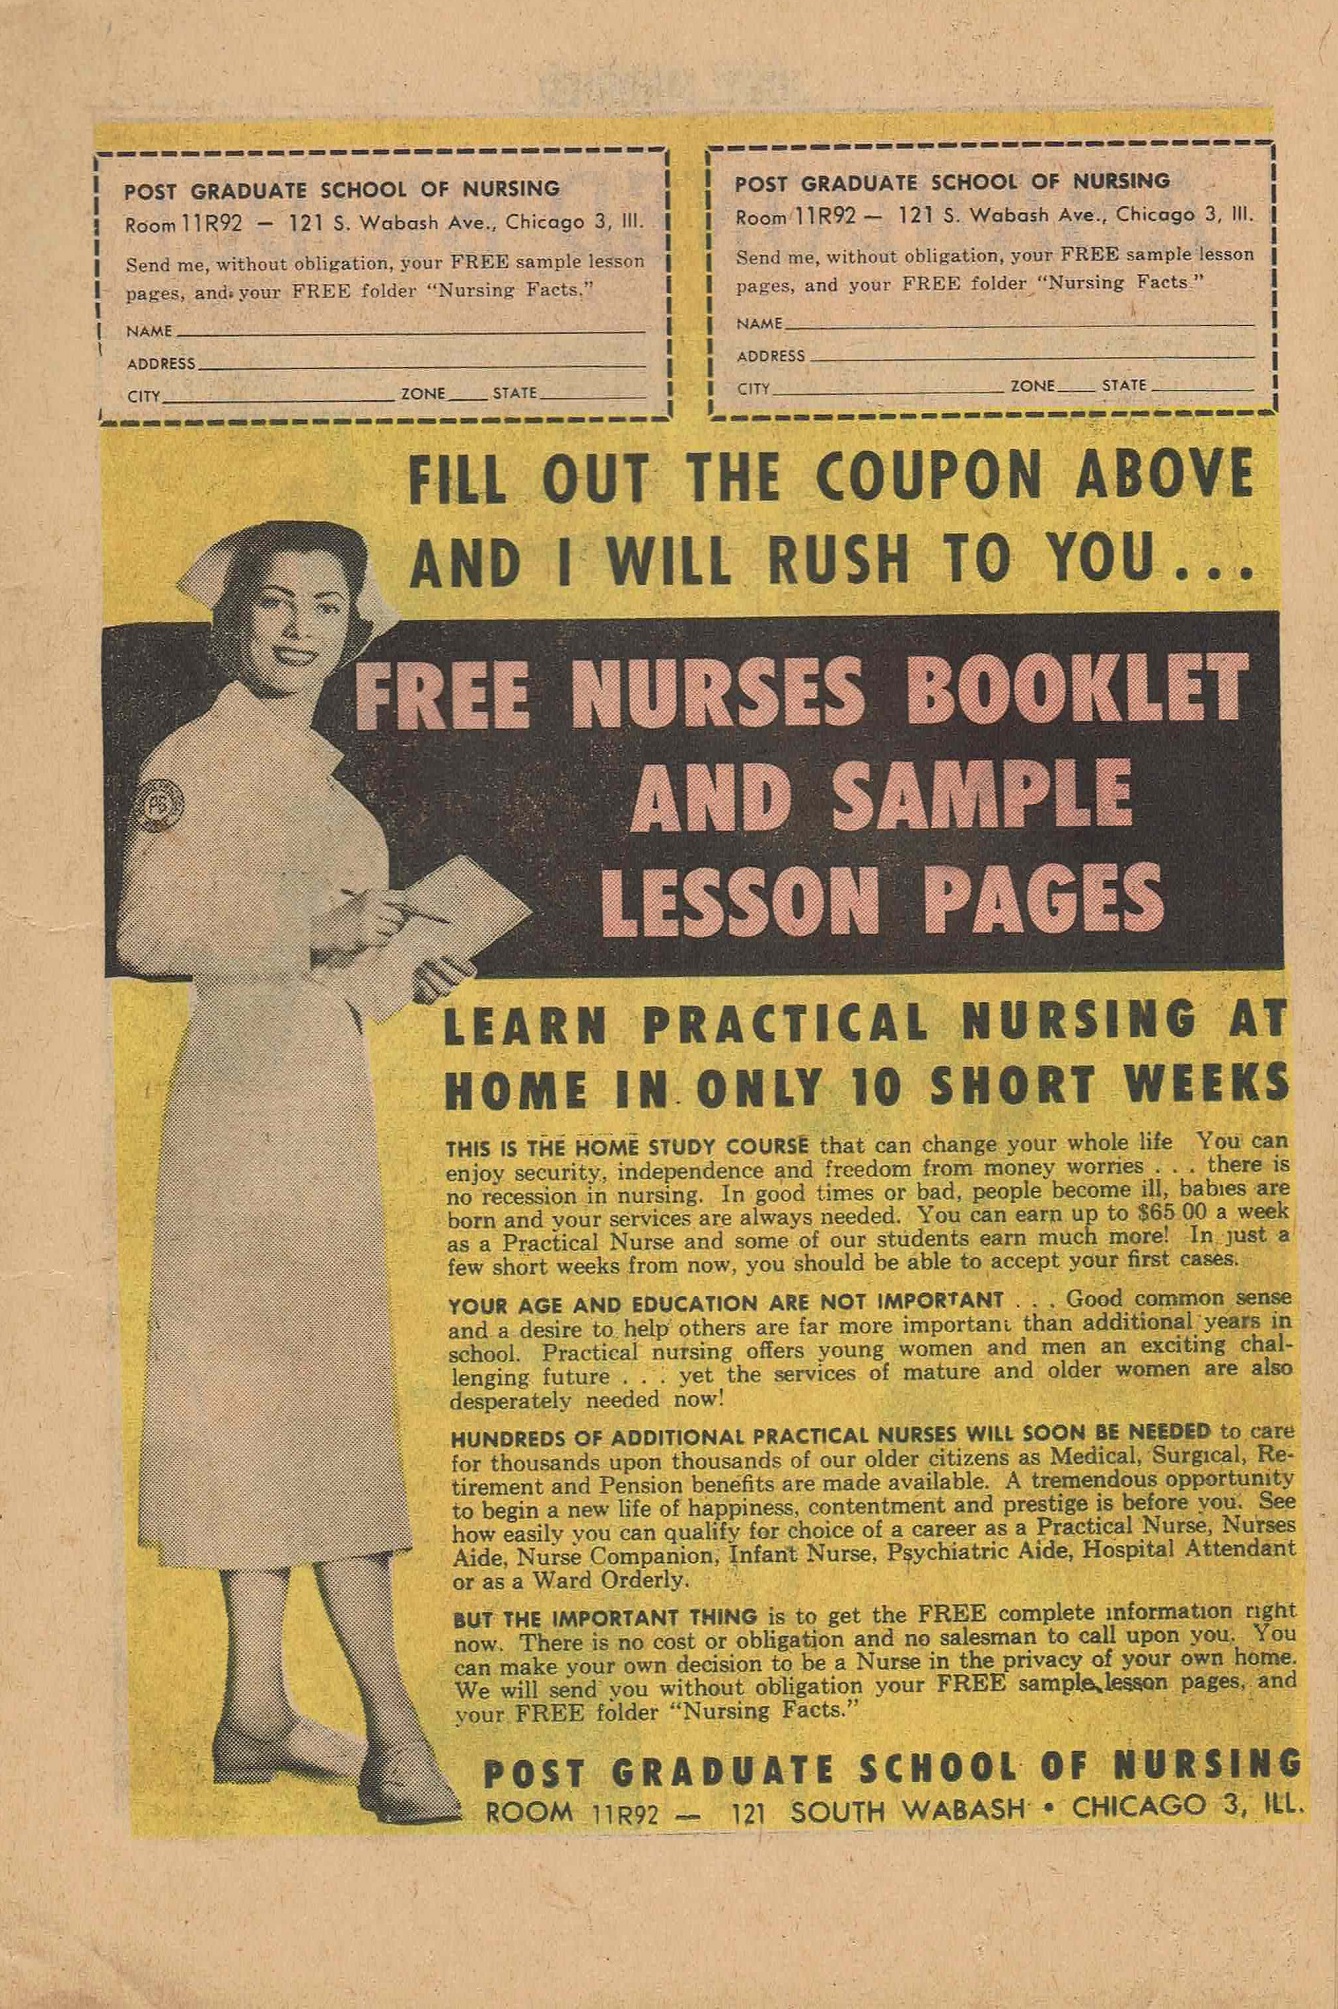 POST GRADUATE SCHOOL OF NURSING
Room 11R92 — 121 S. Wabash Ave., Chicago 3, Ill.
Send me, without obligation, your FREE sample lesson
pages, and your FREE folder “Nursing Facts.”
NAME
ADDRESS
CITY ZONE STATE
POST GRADUATE SCHOOL OF NURSING
Room 11R92 — 121 S. Wabash Ave., Chicago 3, Ill.
Send me, without obligation, your FREE sample lesson
pages, and your FREE folder “Nursing Facts.”
NAME
ADDRESS
CITY ZONE STATE
FILL OUT THE COUPON ABOVE
AND I WILL RUSH TO YOU...
FREE NURSES BOOKLET
AND SAMPLE
LESSON PAGES
PS
LEARN PRACTICAL NURSING AT
HOME IN ONLY 10 SHORT WEEKS
THIS IS THE HOME STUDY COURSE that can change your whole life You can
enjoy security, independence and freedom from money worries . . . there is
no recession in nursing. In good times or bad, people become ill, babies are
born and your services are always needed. You can earn up to $65 00 a week
as a Practical Nurse and some of our students earn much more! In just a
few short weeks from now, you should be able to accept your first cases.
YOUR AGE AND EDUCATION ARE NOT IMPORTANT . . . Good common sense
and a desire to help others are far more important than additional years in
school. Practical nursing offers young women and men an exciting chal-
lenging future . . . yet the services of mature and older women are also
desperately needed now!
HUNDREDS OF ADDITIONAL PRACTICAL NURSES WILL SOON BE NEEDED to care
for thousands upon thousands of our older citizens as Medical, Surgical, Re-
tirement and Pension benefits are made available. A tremendous opportunity
to begin a new life of happiness, contentment and prestige is before you. See
how easily you can qualify for choice of a career as a Practical Nurse, Nurses
Aide, Nurse Companion, Infant Nurse, Psychiatric Aide, Hospital Attendant
or as a Ward Orderly.
BUT THE IMPORTANT THING is to get the FREE complete information right
now. There is no cost or obligation and no salesman to call upon you. You
can make your own decision to be a Nurse in the privacy of your own home.
We will send you without obligation your FREE sample lesson pages, and
your FREE folder “Nursing Facts.”
POST GRADUATE SCHOOL OF NURSING
ROOM 11R92 — 121 SOUTH WABASH • CHICAGO 3, ILL.